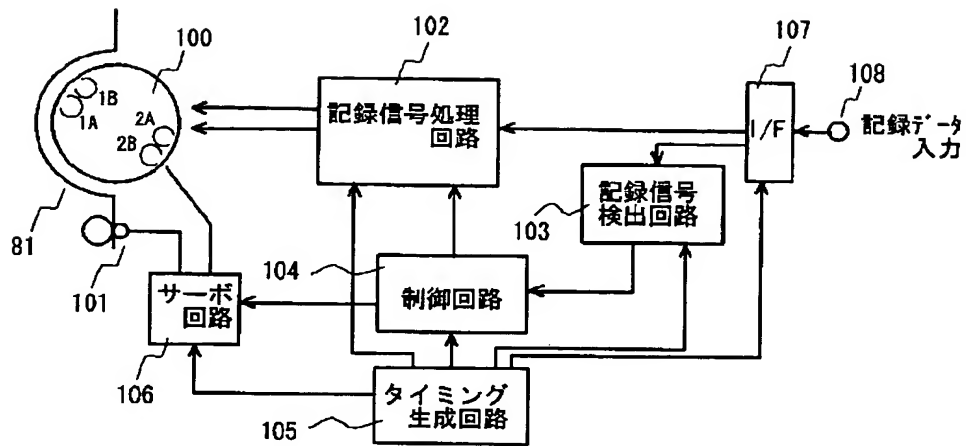 100
102
107
108
1B
1A
2A
2B
記録信号処理
回路
I/F
記録データ
入力
記録信号
検出回路
103
81
101
104
制御回路
サーボ
回路
106
タイミング
生成回路
105